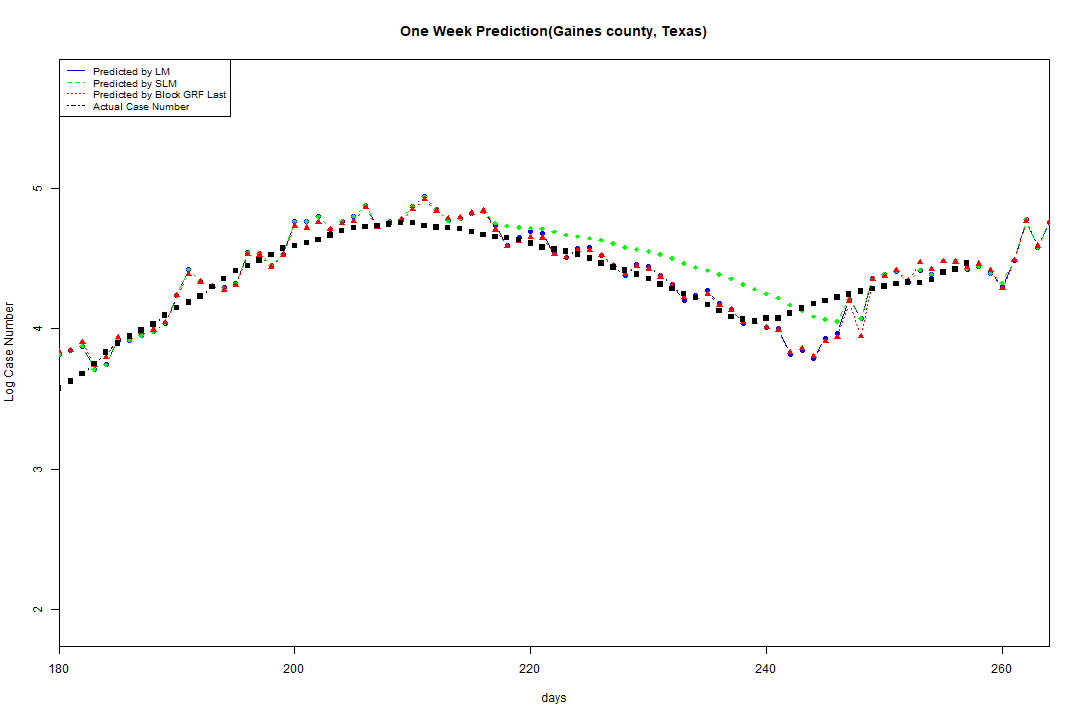 One Week Prediction(Gaines county, Texas)
Predicted by LM
Predicted by SLM
Predicted by Block GRF Last
Actual Case Number
5
4
3
2
Log Case Number
180 200 220 240 260
days